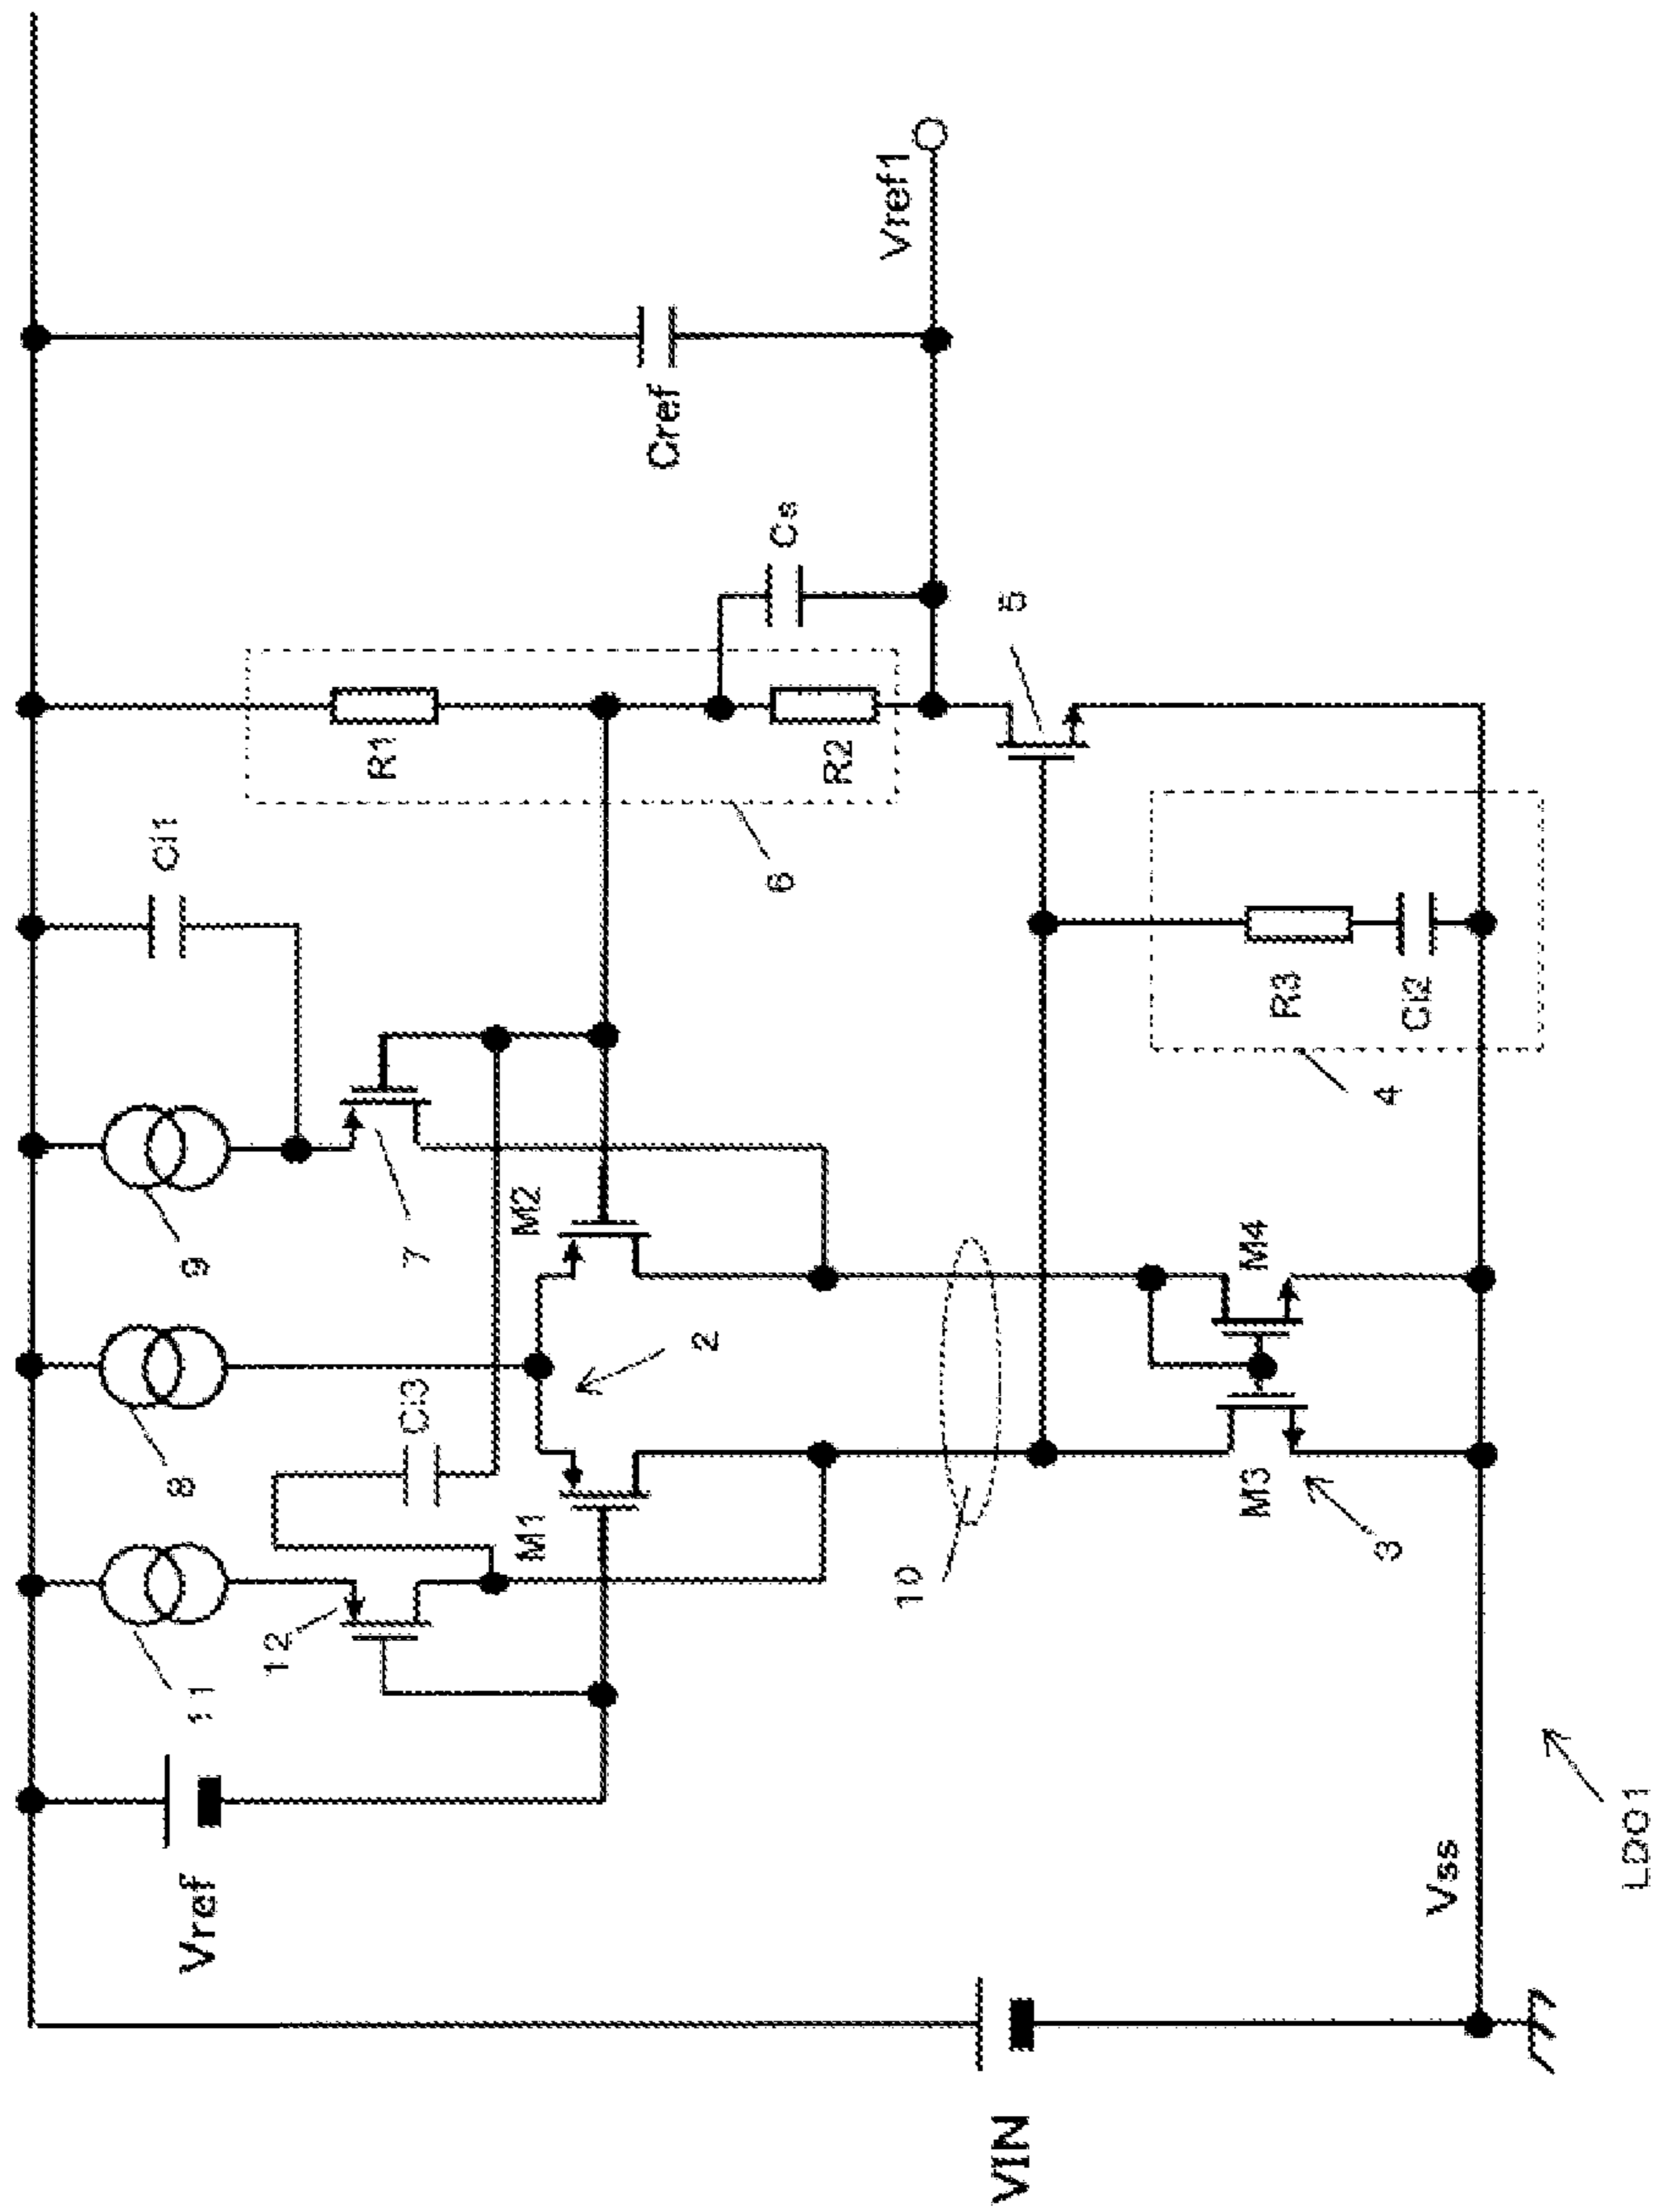 VIN
Vref
11
12
8
9
7
Ci1
Ci3
M1
M2
2
R1
R2
6
Cs
Cref
Vref1
10
5
M3
M4
3
R3
Ci2
4
Vss
LDO1